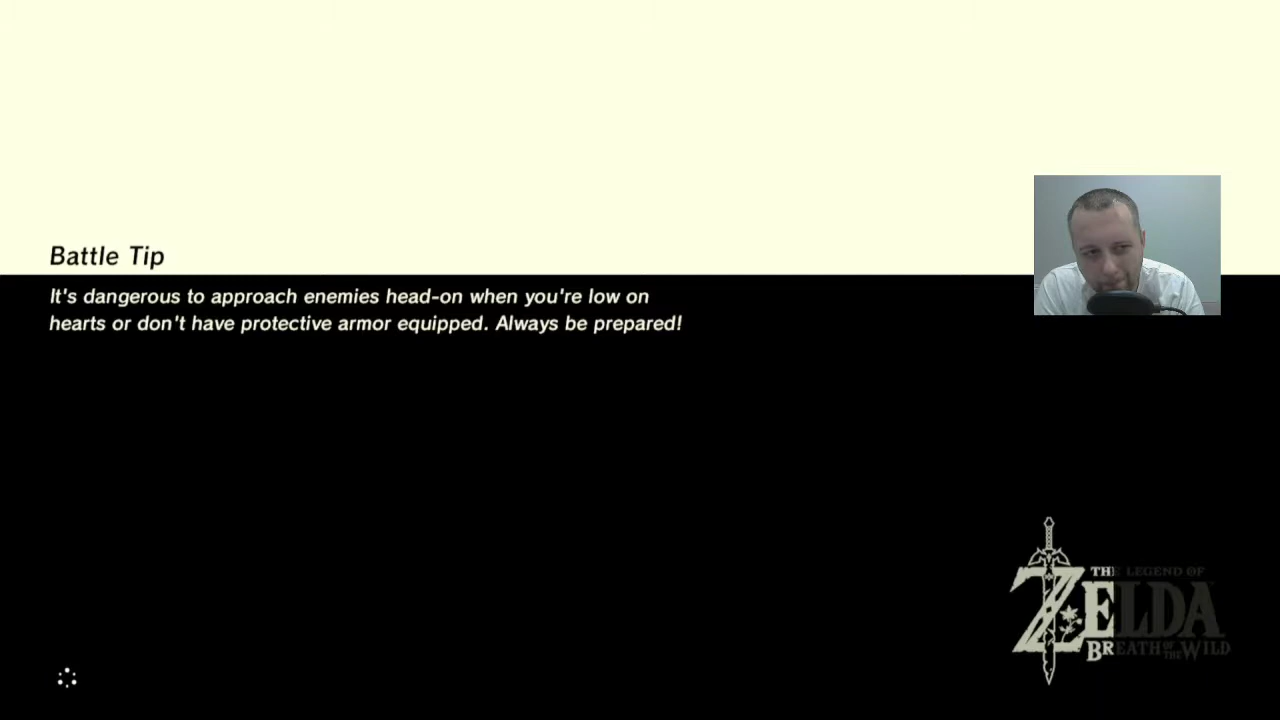 Battle Tip
It's dangerous to approach enemies head-on when you're low on
hearts or don't have protective armor equipped. Always be prepared!
THE LEGEND OF
ZELDA
BREATH OF THE WILD